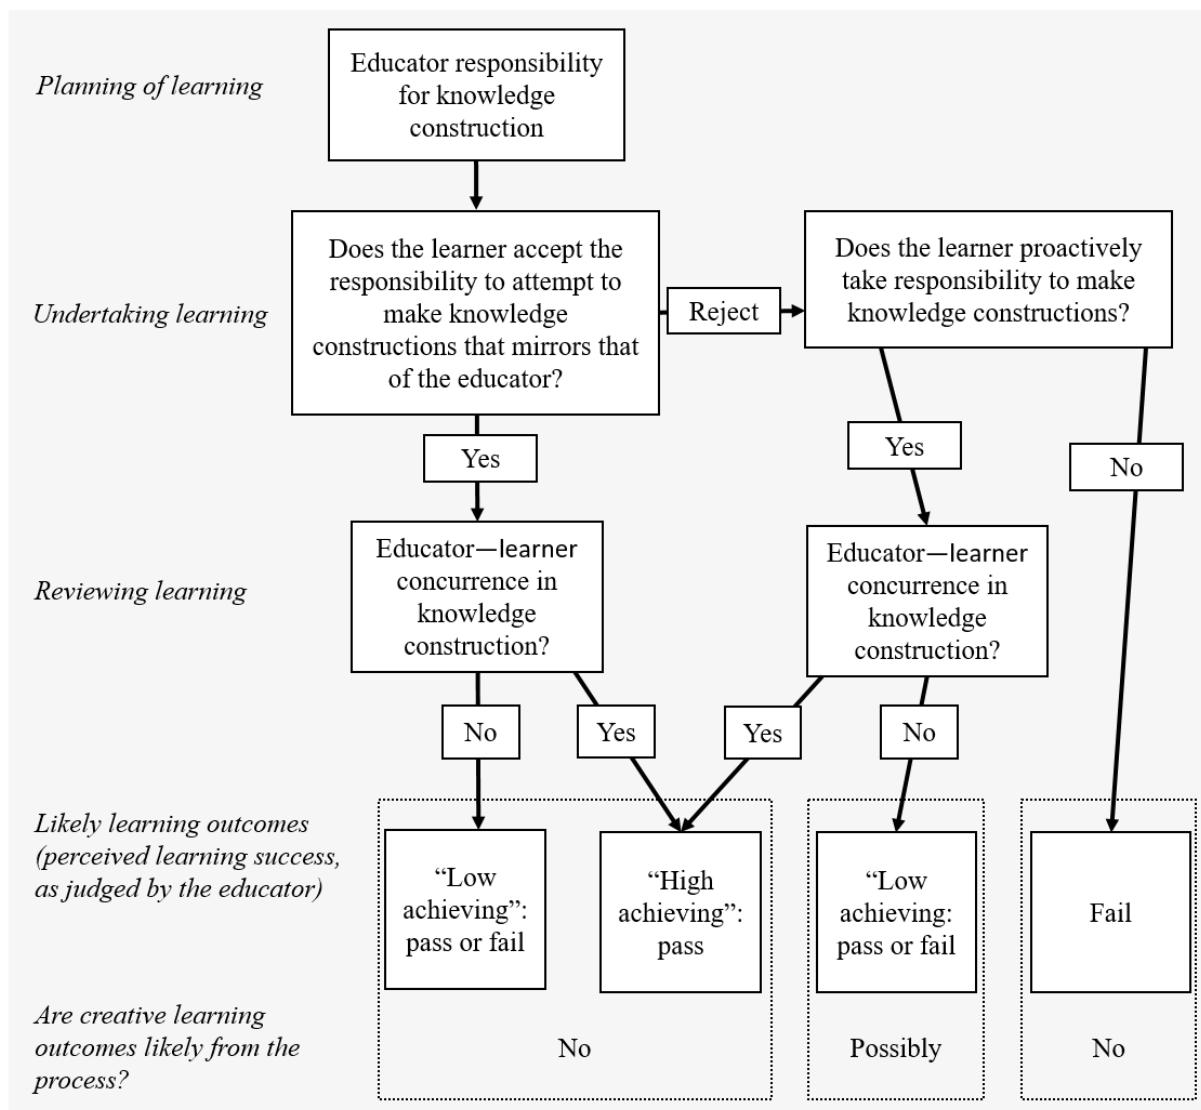 Planning of learning
Educator responsibility
for knowledge
construction
Undertaking learning
Does the learner accept the
responsibility to attempt to
make knowledge
constructions that mirrors that
of the educator?
Reject
Does the learner proactively
take responsibility to make
knowledge constructions?
Yes
Yes
No
Reviewing learning
Educator—learner
concurrence in
knowledge
construction?
Educator—learner
concurrence in
knowledge
construction?
No
Yes
Yes
No
Likely learning outcomes
(perceived learning success,
as judged by the educator)
“Low
achieving”:
pass or fail
“High
achieving”:
pass
“Low
achieving:
pass or fail
Fail
Are creative learning
outcomes likely from the
process?
No
Possibly
No